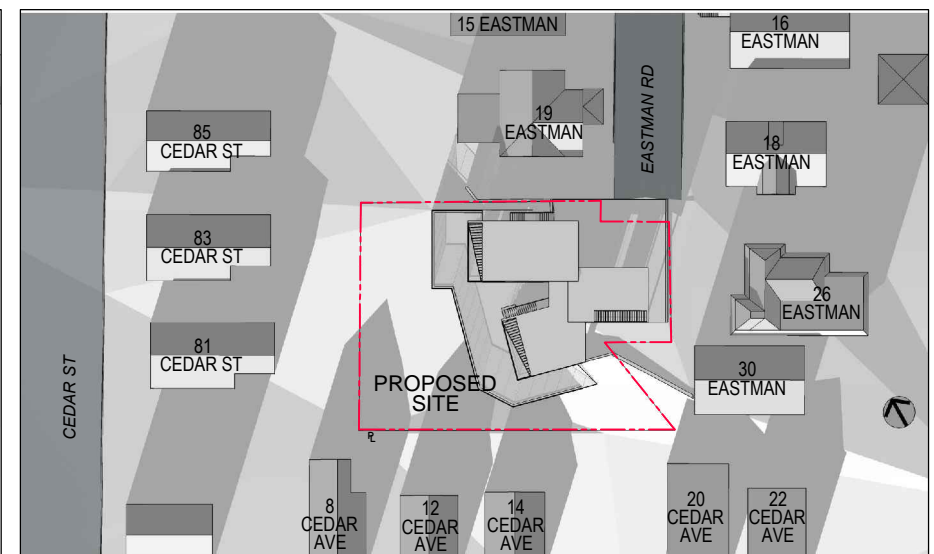 15 EASTMAN
16
EASTMAN
19
EASTMAN
EASTMAN RD
18
EASTMAN
85
CEDAR ST
83
CEDAR ST
26
EASTMAN
81
CEDAR ST
CEDAR ST
30
EASTMAN
PROPOSED
SITE
PL
8
CEDAR
AVE
12
CEDAR
AVE
14
CEDAR
AVE
20
CEDAR
AVE
22
CEDAR
AVE